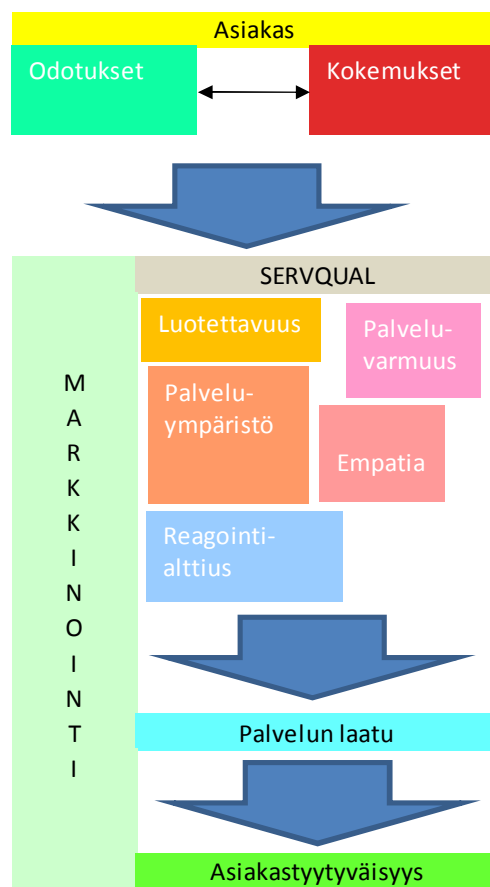 Asiakas
Odotukset
Kokemukset
SERVQUAL
Luotettavuus
Palvelu-
varmuus
Palvelu-
ympäristö
Empatia
Reagointi-
alttius
M
A
R
K
K
I
N
O
I
N
T
I
Palvelun laatu
Asiakastyytyväisyys